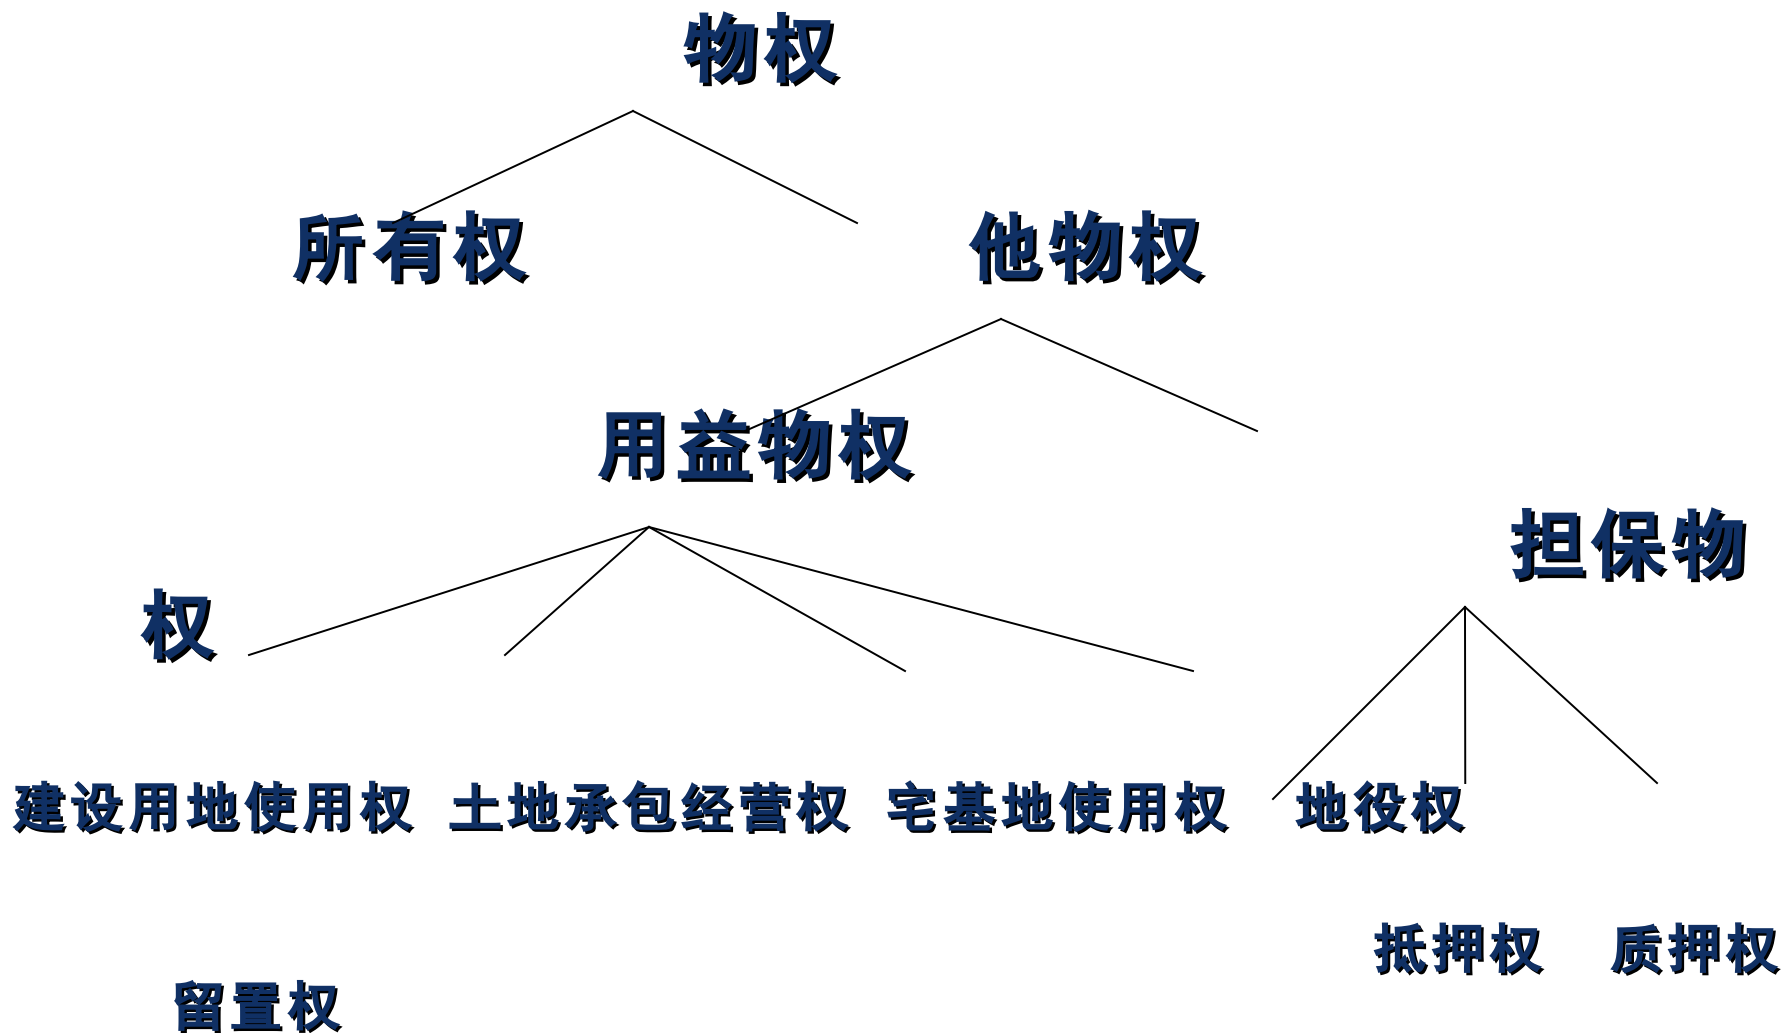 物权
所有权 他物权
用益物权
担保物
权
建设用地使用权 土地承包经营权 宅基地使用权 地役权
抵押权 质押权
留置权